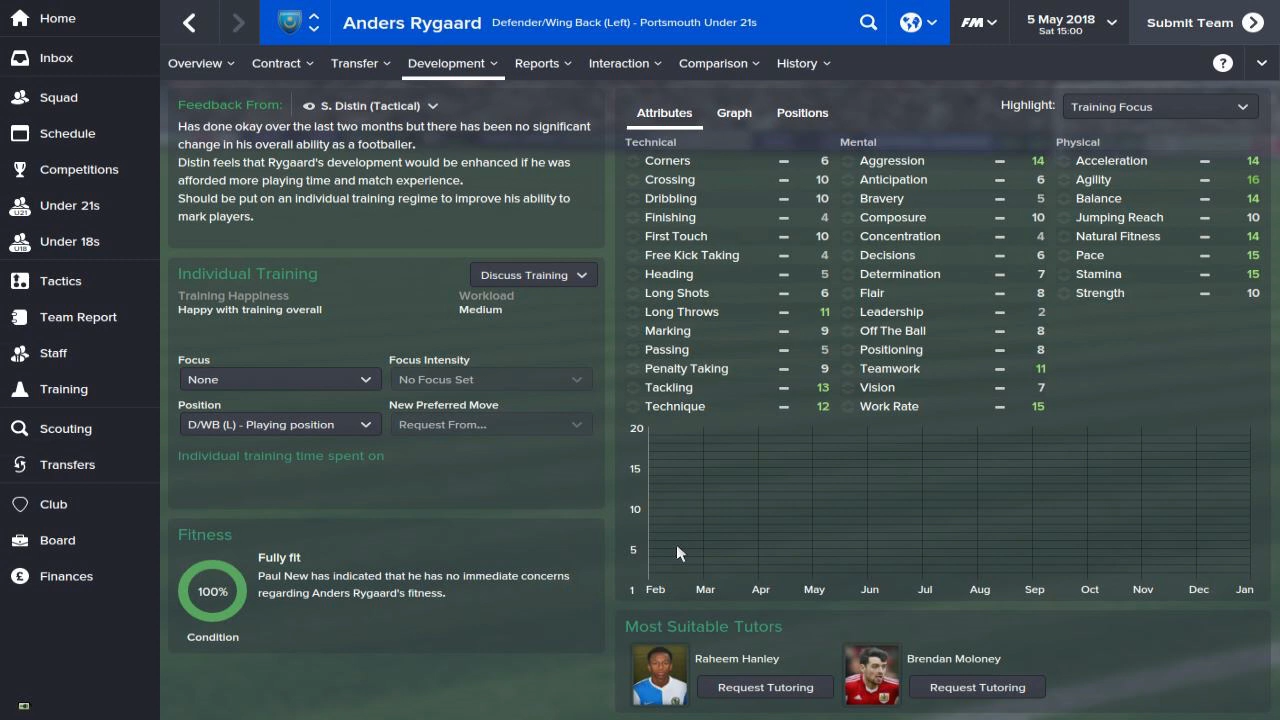 Home
Inbox
Squad
Schedule
Competitions
Under 21s
Under 18s
Tactics
Team Report
Staff
Training
Scouting
Transfers
Club
Board
Finances
Anders Rygaard
Defender/Wing Back (Left) - Portsmouth Under 21s
FM
5 May 2018
Sat 15:00
Submit Team
Overview
Contract
Transfer
Development
Reports
Interaction
Comparison
History
?
Feedback From:
S. Distin (Tactical)
Has done okay over the last two months but there has been no significant
change in his overall ability as a footballer.
Distin feels that Rygaard's development would be enhanced if he was
afforded more playing time and match experience.
Should be put on an individual training regime to improve his ability to
mark players.
Individual Training
Discuss Training
Training Happiness
Happy with training overall
Workload
Medium
Focus
None
Focus Intensity
No Focus Set
Position
D/WB (L) - Playing position
New Preferred Move
Request From...
Individual training time spent on
Fitness
100%
Condition
Fully fit
Paul New has indicated that he has no immediate concerns
regarding Anders Rygaard's fitness.
Attributes
Graph
Positions
Highlight:
Training Focus
Technical
Corners 6
Crossing 10
Dribbling 10
Finishing 4
First Touch 10
Free Kick Taking 4
Heading 5
Long Shots 6
Long Throws 11
Marking 9
Passing 5
Penalty Taking 9
Tackling 13
Technique 12
Mental
Aggression 14
Anticipation 6
Bravery 5
Composure 10
Concentration 4
Decisions 6
Determination 7
Flair 8
Leadership 2
Off The Ball 8
Positioning 8
Teamwork 11
Vision 7
Work Rate 15
Physical
Acceleration 14
Agility 16
Balance 14
Jumping Reach 10
Natural Fitness 14
Pace 15
Stamina 15
Strength 10
20
15
10
5
1
Feb Mar Apr May Jun Jul Aug Sep Oct Nov Dec Jan
Most Suitable Tutors
Raheem Hanley
Request Tutoring
Brendan Moloney
Request Tutoring